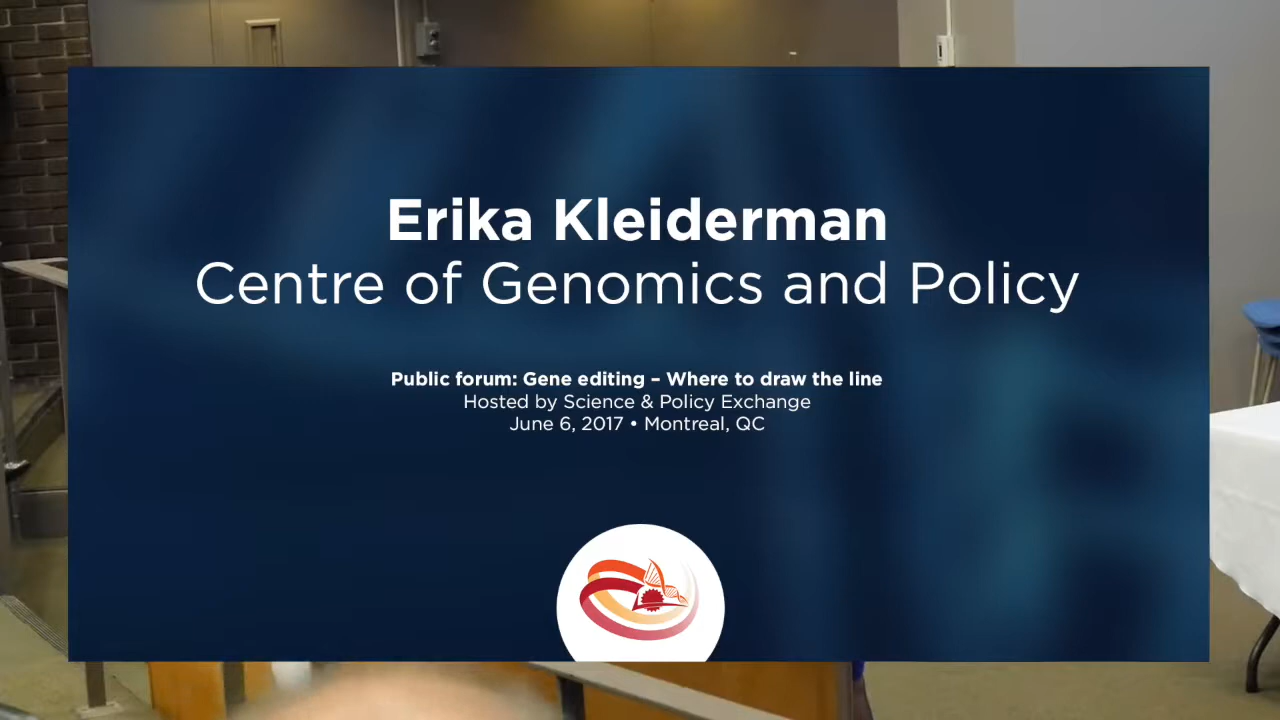 Erika Kleiderman
Centre of Genomics and Policy
Public forum: Gene editing – Where to draw the line
Hosted by Science & Policy Exchange
June 6, 2017 • Montreal, QC